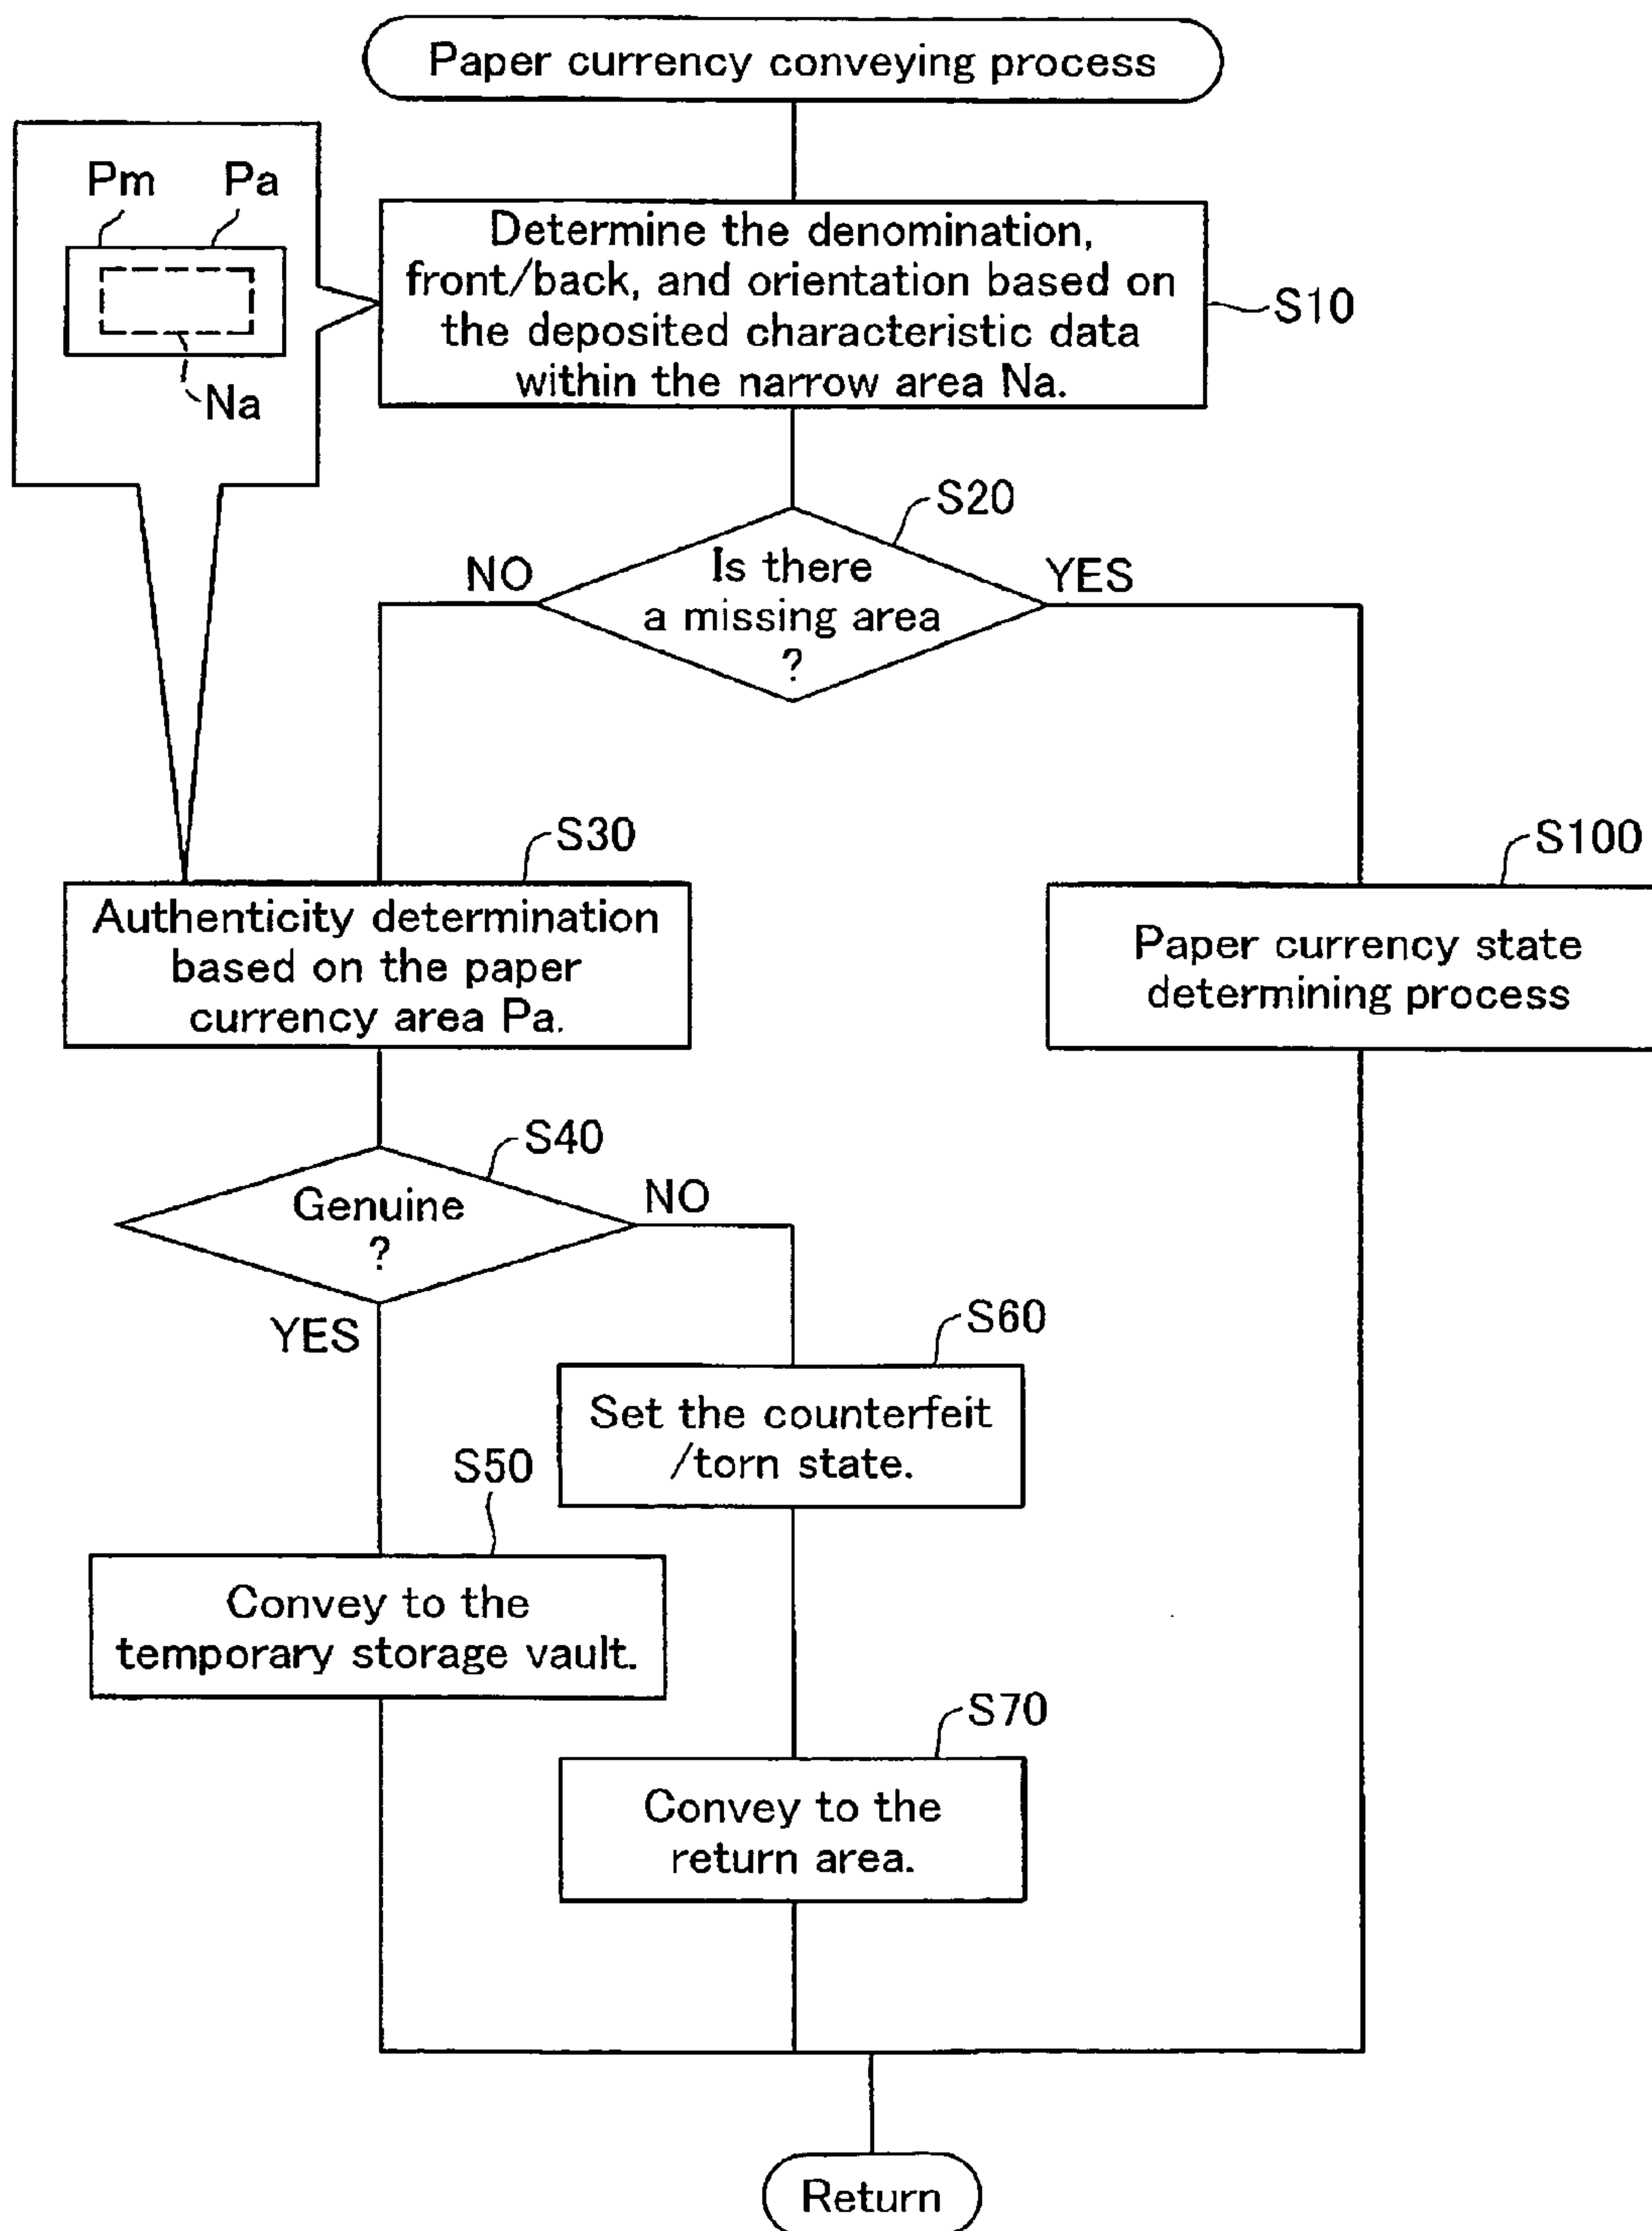 Paper currency conveying process
Pm
Pa
Na
Determine the denomination,
front/back, and orientation based on
the deposited characteristic data
within the narrow area Na.
S10
S20
Is there
a missing area
?
NO
YES
S30
Authenticity determination
based on the paper
currency area Pa.
S100
Paper currency state
determining process
S40
Genuine
?
NO
YES
S60
Set the counterfeit
/torn state.
S50
Convey to the
temporary storage vault.
S70
Convey to the
return area.
Return